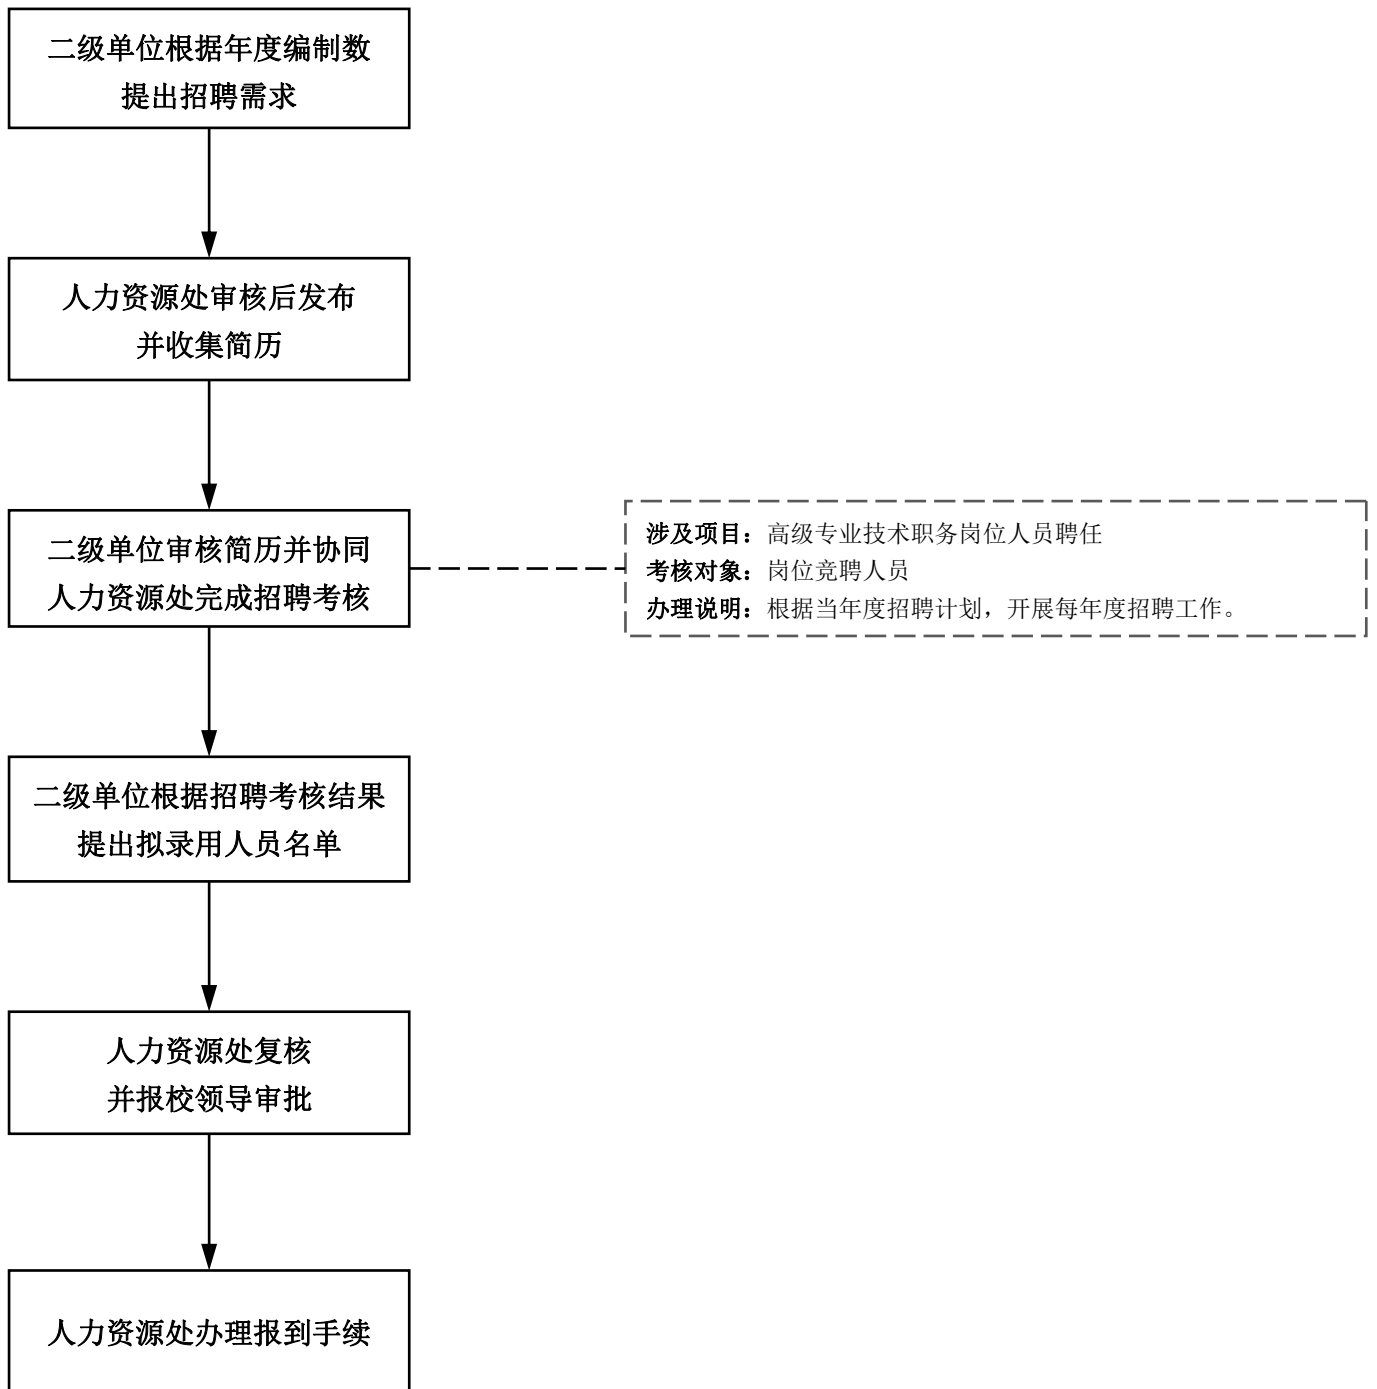 二级单位根据年度编制数
提出招聘需求
人力资源处审核后发布
并收集简历
二级单位审核简历并协同
人力资源处完成招聘考核
涉及项目：高级专业技术职务岗位人员聘任
考核对象：岗位竞聘人员
办理说明：根据当年度招聘计划，开展每年度招聘工作。
二级单位根据招聘考核结果
提出拟录用人员名单
人力资源处复核
并报校领导审批
人力资源处办理报到手续